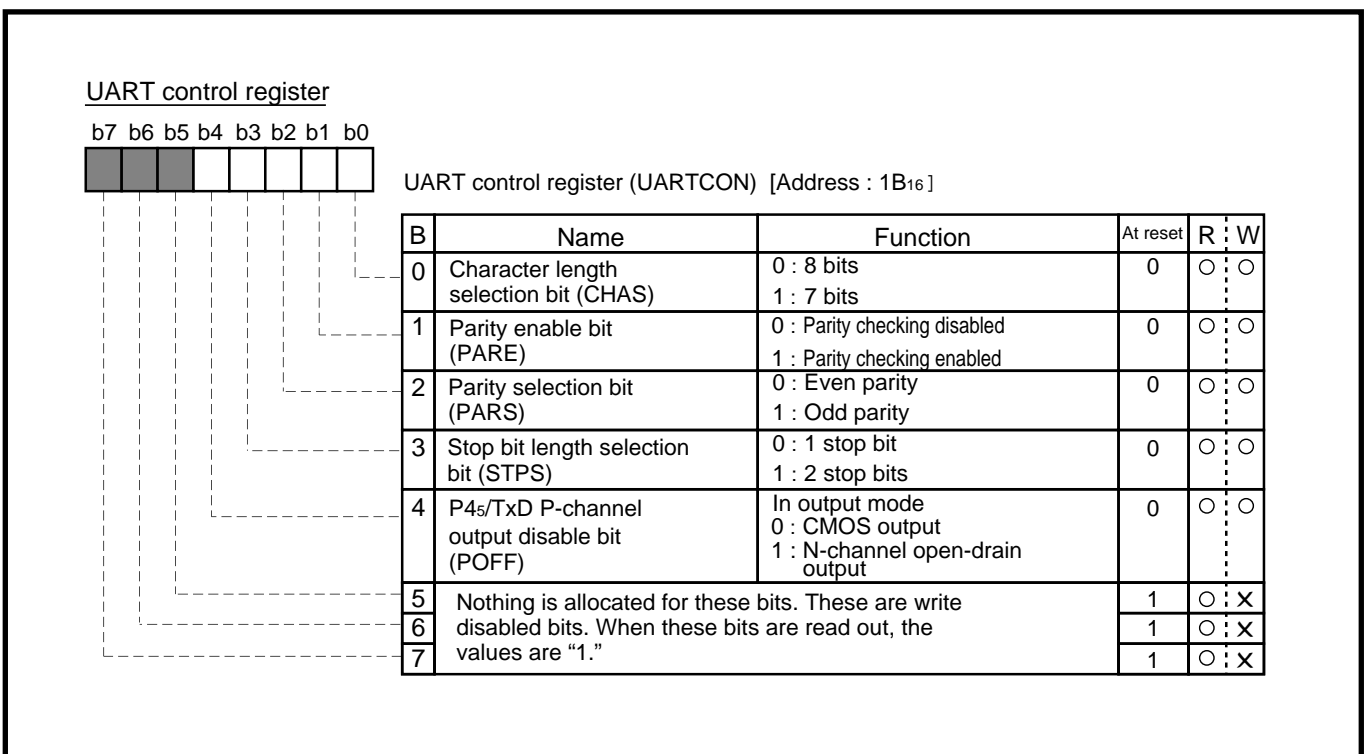 UART control register
b7 b6 b5 b4 b3 b2 b1 b0
UART control register (UARTCON) [Address : 1B16 ]
B Name Function At reset R W
0 Character length selection bit (CHAS) 0 : 8 bits 0 ○ ○
1 : 7 bits
1 Parity enable bit (PARE) 0 : Parity checking disabled 0 ○ ○
1 : Parity checking enabled
2 Parity selection bit (PARS) 0 : Even parity 0 ○ ○
1 : Odd parity
3 Stop bit length selection bit (STPS) 0 : 1 stop bit 0 ○ ○
1 : 2 stop bits
4 P45/TxD P-channel output disable bit (POFF) In output mode 0 ○ ○
0 : CMOS output
1 : N-channel open-drain
output
5 Nothing is allocated for these bits. These are write 1 ○ ×
6 disabled bits. When these bits are read out, the 1 ○ ×
7 values are “1.” 1 ○ ×